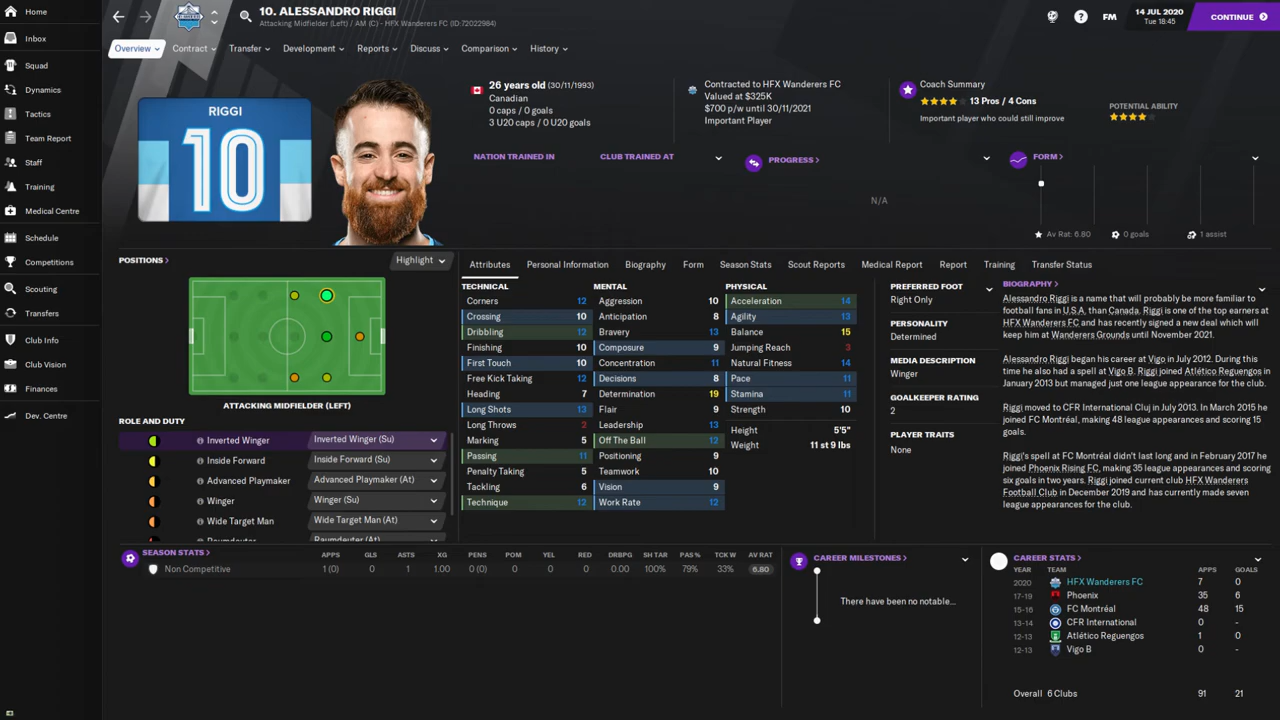 Home
Inbox
Squad
Dynamics
Tactics
Team Report
Staff
Training
Medical Centre
Schedule
Competitions
Scouting
Transfers
Club Info
Club Vision
Finances
Dev. Centre
10. ALESSANDRO RIGGI
Attacking Midfielder (Left) / AM (C) - HFX Wanderers FC (ID:72022984)
FM
14 JUL 2020
Tue 18:45
CONTINUE
Overview Contract Transfer Development Reports Discuss Comparison History
RIGGI
10
26 years old (30/11/1993)
Canadian
0 caps / 0 goals
3 U20 caps / 0 U20 goals
Contracted to HFX Wanderers FC
Valued at $325K
$700 p/w until 30/11/2021
Important Player
Coach Summary
13 Pros / 4 Cons
Important player who could still improve
POTENTIAL ABILITY
NATION TRAINED IN CLUB TRAINED AT
PROGRESS
N/A
FORM
Av Rat: 6.80 0 goals 1 assist
POSITIONS
Highlight
ATTACKING MIDFIELDER (LEFT)
ROLE AND DUTY
Inverted Winger Inverted Winger (Su)
Inside Forward Inside Forward (Su)
Advanced Playmaker Advanced Playmaker (At)
Winger Winger (Su)
Wide Target Man Wide Target Man (At)
Raumdeuter Raumdeuter (At)
Attributes Personal Information Biography Form Season Stats Scout Reports Medical Report Report Training Transfer Status
TECHNICAL
Corners 12
Crossing 10
Dribbling 12
Finishing 10
First Touch 10
Free Kick Taking 12
Heading 7
Long Shots 13
Long Throws 2
Marking 5
Passing 11
Penalty Taking 5
Tackling 6
Technique 12
MENTAL
Aggression 10
Anticipation 8
Bravery 13
Composure 9
Concentration 11
Decisions 8
Determination 19
Flair 9
Leadership 13
Off The Ball 12
Positioning 9
Teamwork 10
Vision 9
Work Rate 12
PHYSICAL
Acceleration 14
Agility 13
Balance 15
Jumping Reach 3
Natural Fitness 14
Pace 11
Stamina 11
Strength 10
Height 5'5"
Weight 11 st 9 lbs
PREFERRED FOOT
Right Only
PERSONALITY
Determined
MEDIA DESCRIPTION
Winger
GOALKEEPER RATING
2
PLAYER TRAITS
None
BIOGRAPHY
Alessandro Riggi is a name that will probably be more familiar to
football fans in U.S.A. than Canada. Riggi is one of the top earners at
HFX Wanderers FC and has recently signed a new deal which will
keep him at Wanderers Grounds until November 2021.
Alessandro Riggi began his career at Vigo in July 2012. During this
time he also had a spell at Vigo B. Riggi joined Atlético Reguengos in
January 2013 but managed just one league appearance for the club.
Riggi moved to CFR International Cluj in July 2013. In March 2015 he
joined FC Montréal, making 48 league appearances and scoring 15
goals.
Riggi's spell at FC Montréal didn't last long and in February 2017 he
joined Phoenix Rising FC, making 35 league appearances and scoring
six goals in two years. Riggi joined current club HFX Wanderers
Football Club in December 2019 and has currently made seven
league appearances for the club.
SEASON STATS APPS GLS ASTS XG PENS POM YEL RED DRBPG SH TAR PAS% TCK W AV RAT
Non Competitive 1 (0) 0 1 1.00 0 (0) 0 0 0 0.00 100% 79% 33% 6.80
CAREER MILESTONES
There have been no notable...
CAREER STATS
YEAR TEAM APPS GOALS
2020 HFX Wanderers FC 7 0
17-19 Phoenix 35 6
15-16 FC Montréal 48 15
13-14 CFR International 0 -
12-13 Atlético Reguengos 1 0
12-13 Vigo B 0 -
Overall 6 Clubs 91 21